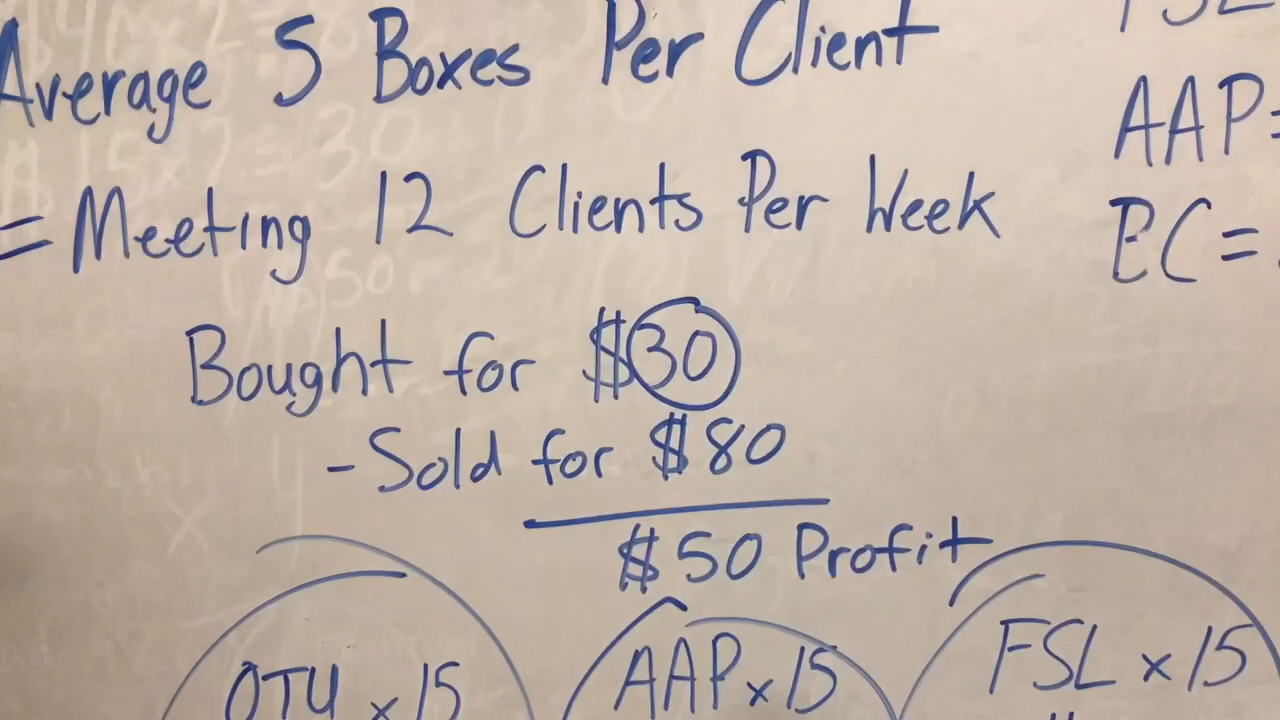 Average 5 Boxes Per Client
= Meeting 12 Clients Per Week
AAP=
EC=
Bought for $30
-Sold for $80
$50 Profit
OTU x 15
AAP x 15
FSL x 15